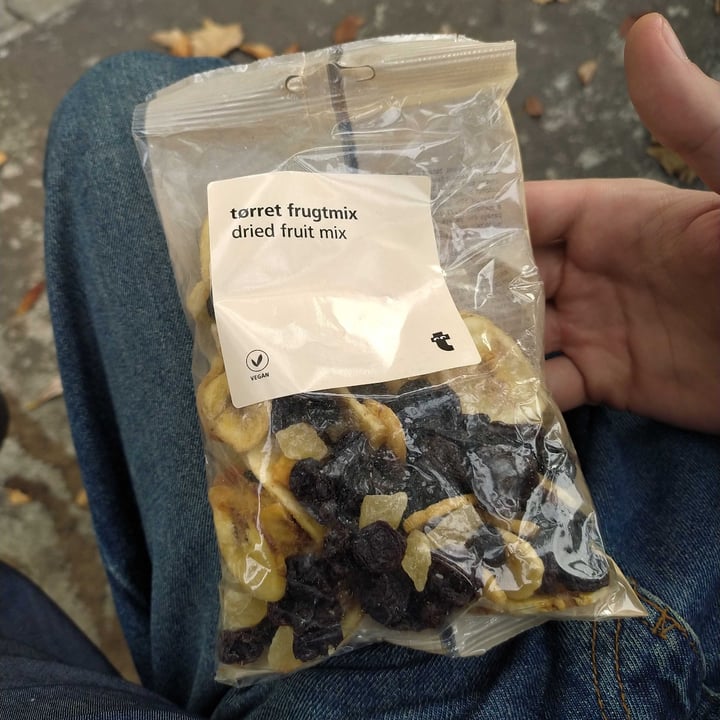 tørret frugtmix
dried fruit mix
VEGAN